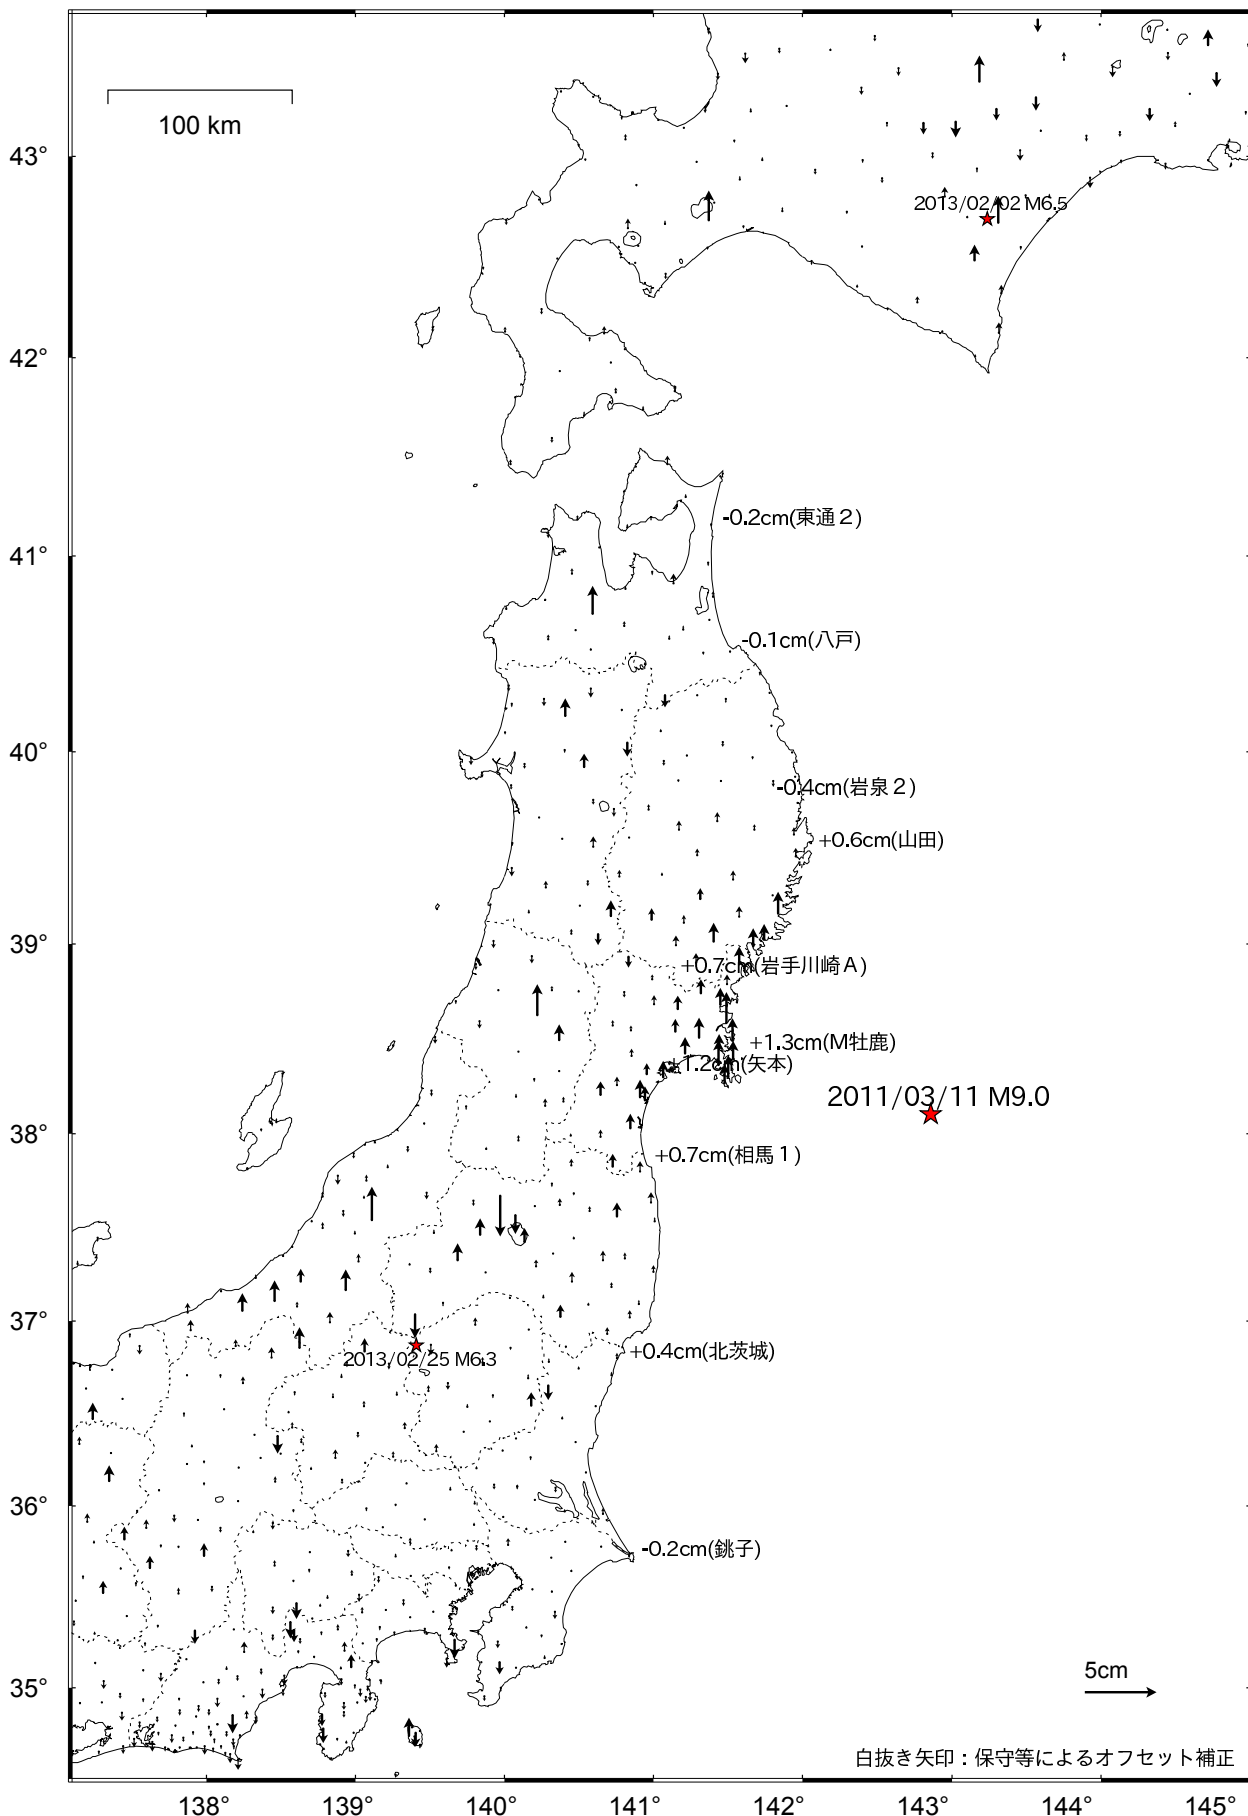 100 km
43°
2013/02/02 M6.5
42°
-0.2cm(東通２)
41°
-0.1cm(八戸)
40°
-0.4cm(岩泉２)
+0.6cm(山田)
39°
+0.7cm(岩手川崎Ａ)
+1.3cm(M牡鹿)
+1.2cm(矢本)
2011/03/11 M9.0
38°
+0.7cm(相馬１)
37°
+0.4cm(北茨城)
2013/02/25 M6.3
36°
-0.2cm(銚子)
35°
5cm
白抜き矢印：保守等によるオフセット補正
138° 139° 140° 141° 142° 143° 144° 145°